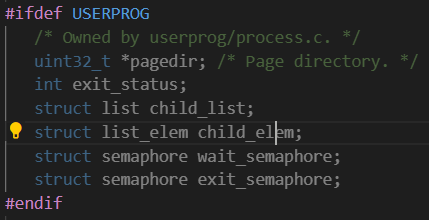 #ifdef USERPROG
/* Owned by userprog/process.c. */
uint32_t *pagedir; /* Page directory. */
int exit_status;
struct list child_list;
struct list_elem child_elem;
struct semaphore wait_semaphore;
struct semaphore exit_semaphore;
#endif